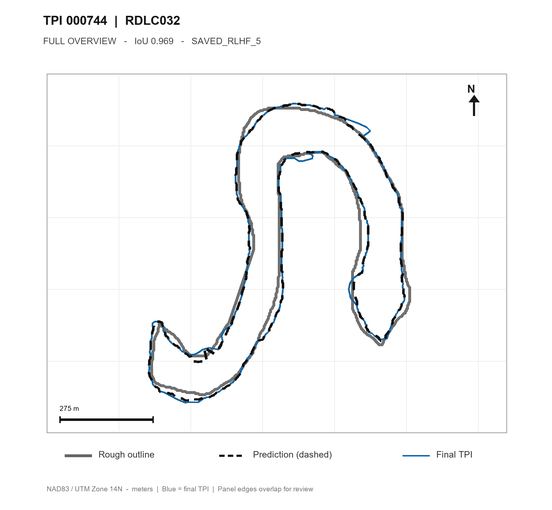 TPI 000744 | RDLC032
FULL OVERVIEW - IoU 0.969 - SAVED_RLHF_5
N
275 m
Rough outline
Prediction (dashed)
Final TPI
NAD83 / UTM Zone 14N - meters | Blue = final TPI | Panel edges overlap for review